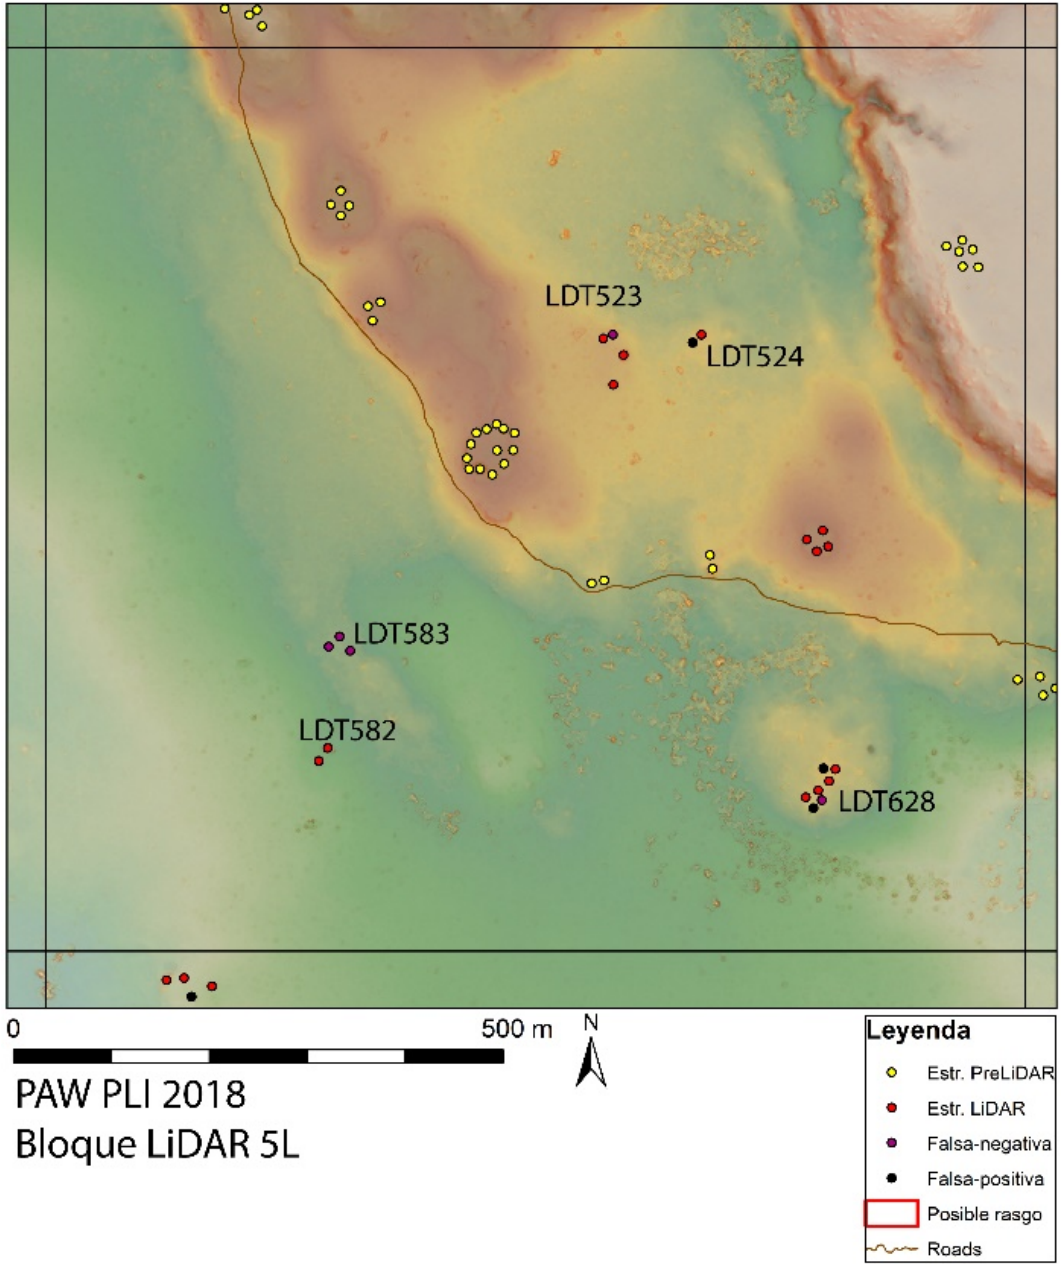 LDT523
LDT524
LDT583
LDT582
LDT628
0 500 m N
PAW PLI 2018
Bloque LiDAR 5L
Leyenda
Estr. PreLiDAR
Estr. LiDAR
Falsa-negativa
Falsa-positiva
Posible rasgo
Roads